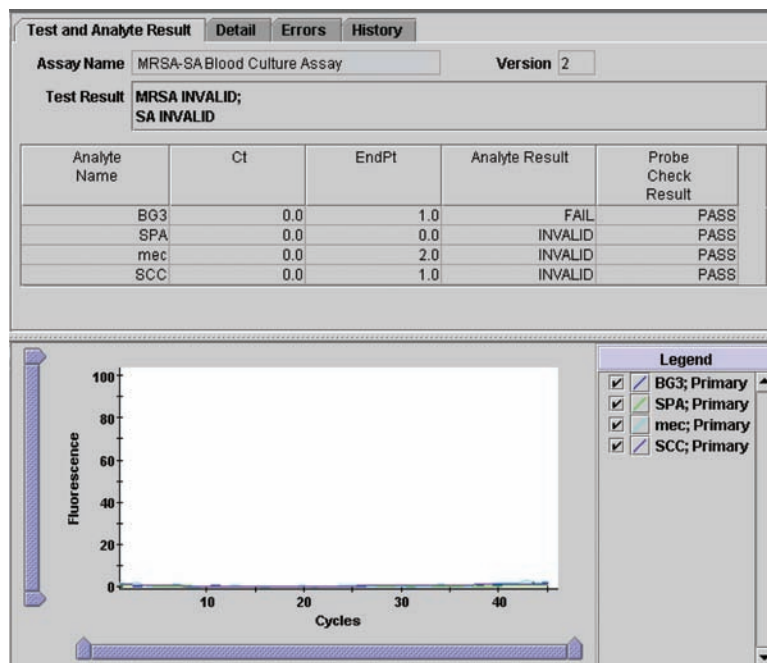 Test and Analyte Result Detail Errors History
Assay Name MRSA-SA Blood Culture Assay Version 2
Test Result MRSA INVALID;
SA INVALID
Analyte Name Ct EndPt Analyte Result Probe Check Result
BG3 0.0 1.0 FAIL PASS
SPA 0.0 0.0 INVALID PASS
mec 0.0 2.0 INVALID PASS
SCC 0.0 1.0 INVALID PASS
Legend
BG3; Primary
SPA; Primary
mec; Primary
SCC; Primary
Fluorescence
100
80
60
40
20
0
10 20 30 40
Cycles